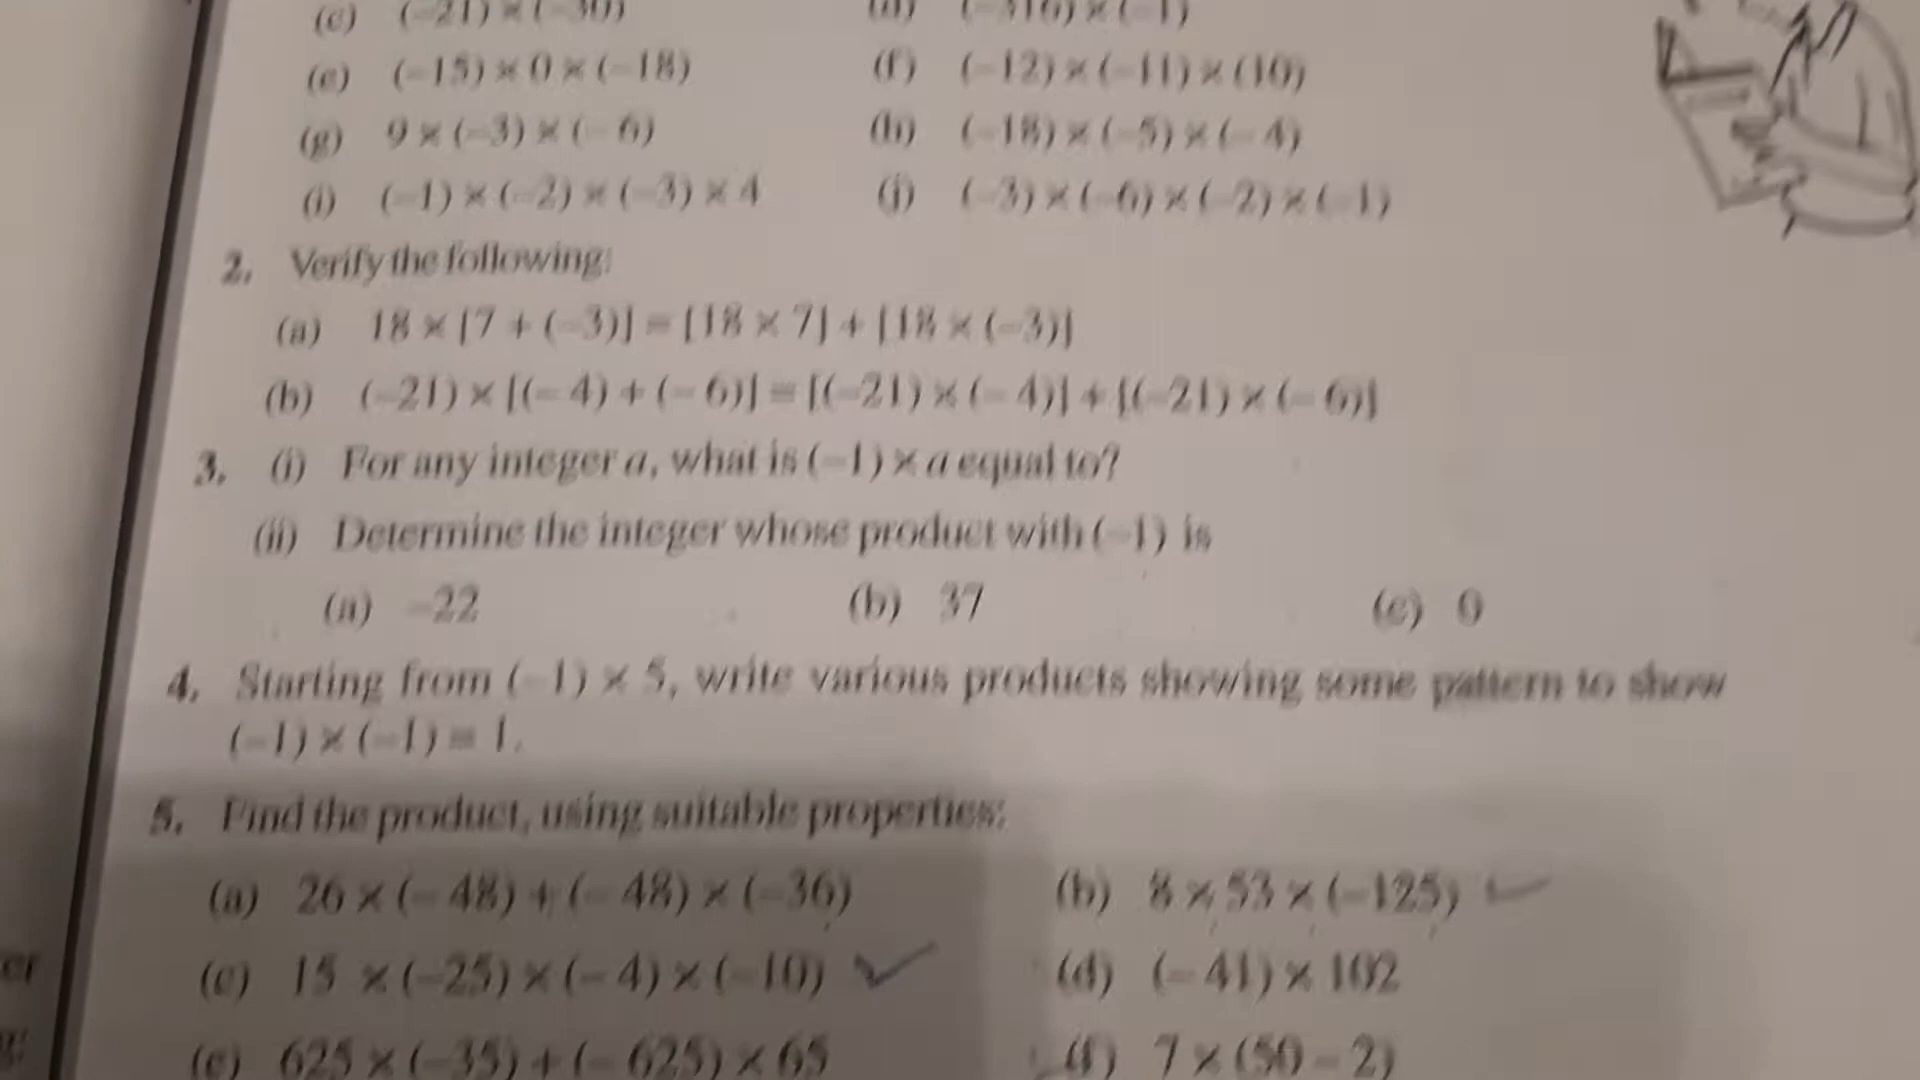 (c) (–21) × (–30) (d) (–316) × (–1)
(e) (–15) × 0 × (–18) (f) (–12) × (–11) × (10)
(g) 9 × (–3) × (– 6) (h) (–18) × (–5) × (– 4)
(i) (–1) × (–2) × (–3) × 4 (j) (–3) × (–6) × (–2) × (–1)
2. Verify the following:
(a) 18 × [7 + (–3)] = [18 × 7] + [18 × (–3)]
(b) (–21) × [(– 4) + (– 6)] = [(–21) × (– 4)] + [(–21) × (– 6)]
3. (i) For any integer a, what is (–1) × a equal to?
(ii) Determine the integer whose product with (–1) is
(a) –22 (b) 37 (c) 0
4. Starting from (–1) × 5, write various products showing some pattern to show
(–1) × (–1) = 1.
5. Find the product, using suitable properties:
(a) 26 × (– 48) + (– 48) × (–36) (b) 8 × 53 × (–125)
(c) 15 × (–25) × (– 4) × (–10) (d) (– 41) × 102
er
(e) 625 × (–35) + (– 625) × 65 (f) 7 × (50 – 2)